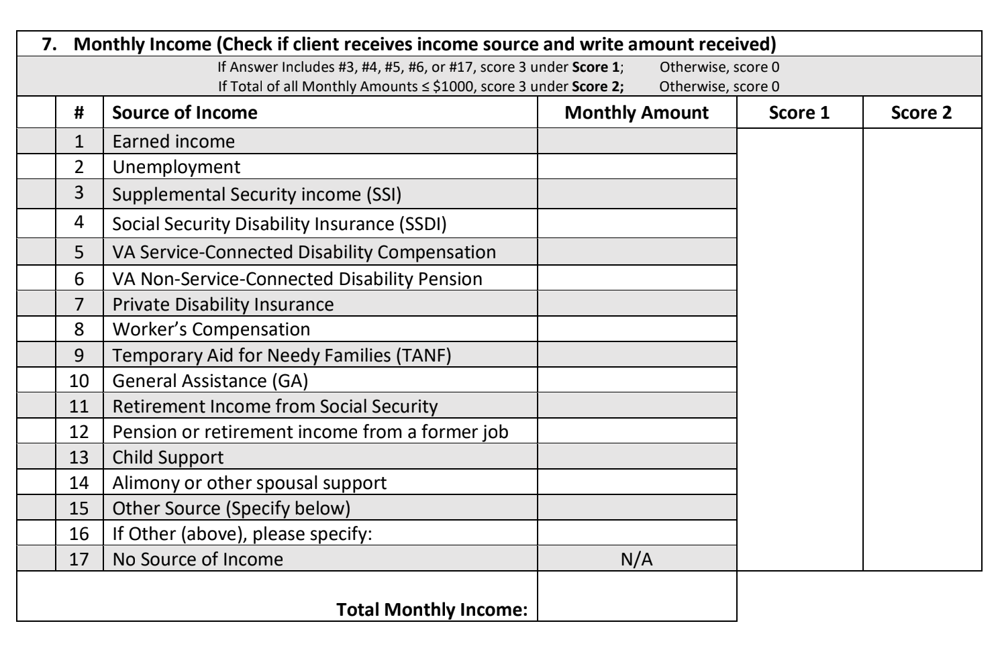 7. Monthly Income (Check if client receives income source and write amount received)
If Answer Includes #3, #4, #5, #6, or #17, score 3 under Score 1; Otherwise, score 0
If Total of all Monthly Amounts ≤ $1000, score 3 under Score 2; Otherwise, score 0
# Source of Income Monthly Amount Score 1 Score 2
1 Earned income
2 Unemployment
3 Supplemental Security income (SSI)
4 Social Security Disability Insurance (SSDI)
5 VA Service-Connected Disability Compensation
6 VA Non-Service-Connected Disability Pension
7 Private Disability Insurance
8 Worker’s Compensation
9 Temporary Aid for Needy Families (TANF)
10 General Assistance (GA)
11 Retirement Income from Social Security
12 Pension or retirement income from a former job
13 Child Support
14 Alimony or other spousal support
15 Other Source (Specify below)
16 If Other (above), please specify:
17 No Source of Income N/A
Total Monthly Income: